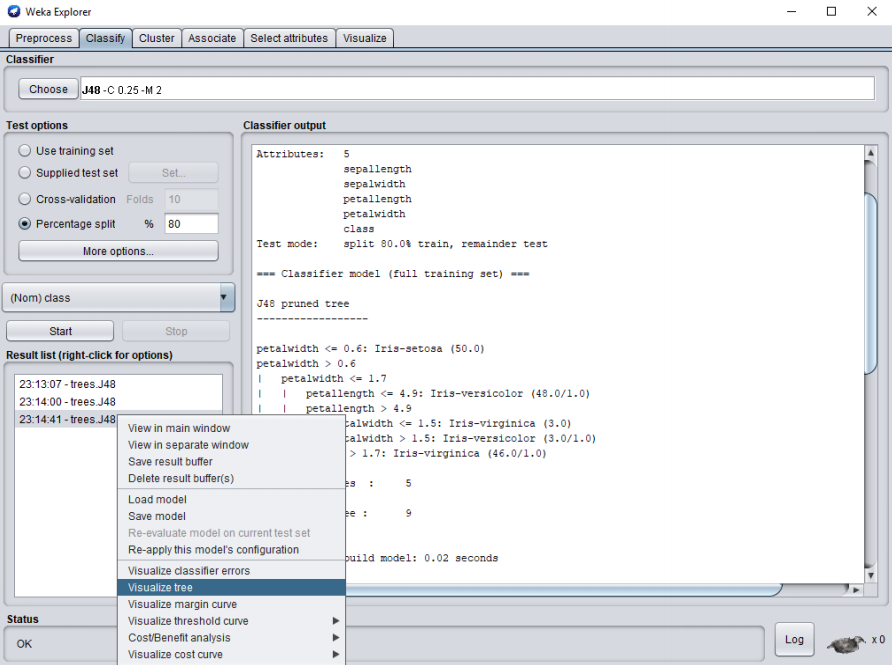 Weka Explorer
Preprocess Classify Cluster Associate Select attributes Visualize
Classifier
Choose J48 -C 0.25 -M 2
Test options
Use training set
Supplied test set Set...
Cross-validation Folds 10
Percentage split % 80
More options...
(Nom) class
Start Stop
Result list (right-click for options)
23:13:07 - trees.J48
23:14:00 - trees.J48
23:14:41 - trees.J48
Classifier output
Attributes: 5
sepallength
sepalwidth
petallength
petalwidth
class
Test mode: split 80.0% train, remainder test
=== Classifier model (full training set) ===
J48 pruned tree
------------------
petalwidth <= 0.6: Iris-setosa (50.0)
petalwidth > 0.6
| petalwidth <= 1.7
| | petallength <= 4.9: Iris-versicolor (48.0/1.0)
| | petallength > 4.9
talwidth <= 1.5: Iris-virginica (3.0)
talwidth > 1.5: Iris-versicolor (3.0/1.0)
> 1.7: Iris-virginica (46.0/1.0)
es : 5
ee : 9
build model: 0.02 seconds
View in main window
View in separate window
Save result buffer
Delete result buffer(s)
Load model
Save model
Re-evaluate model on current test set
Re-apply this model's configuration
Visualize classifier errors
Visualize tree
Visualize margin curve
Visualize threshold curve
Cost/Benefit analysis
Visualize cost curve
Status
OK
Log x 0